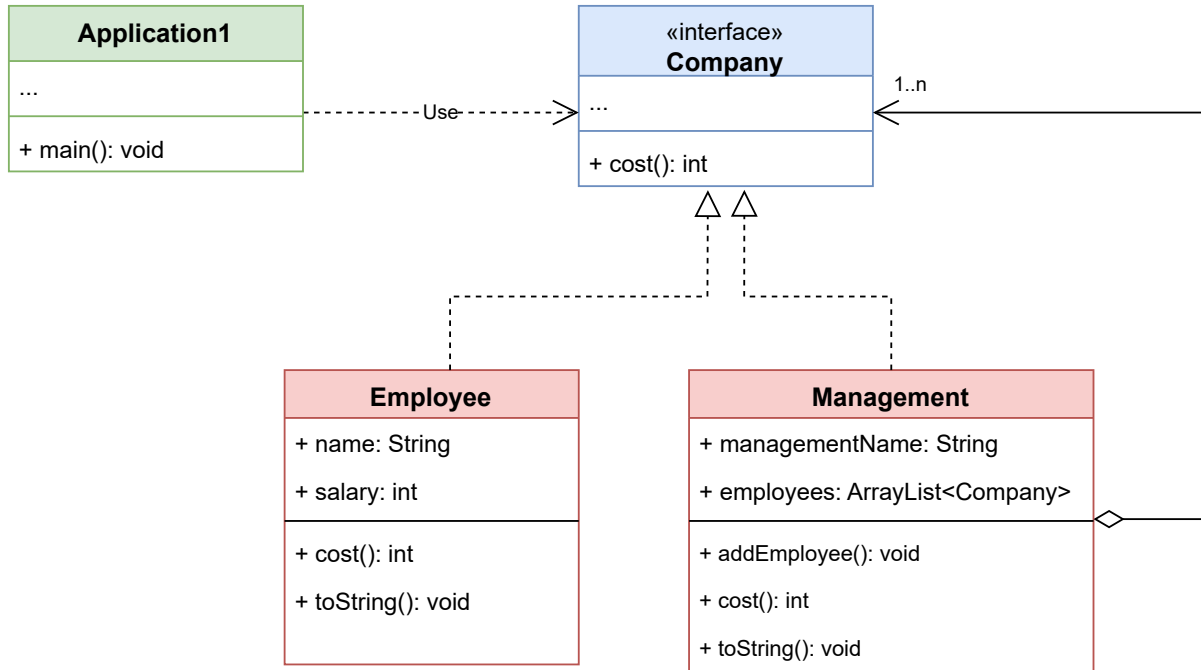 Application1
...
+ main(): void
Use
«interface»
Company
...
+ cost(): int
1..n
Employee
+ name: String
+ salary: int
+ cost(): int
+ toString(): void
Management
+ managementName: String
+ employees: ArrayList<Company>
+ addEmployee(): void
+ cost(): int
+ toString(): void